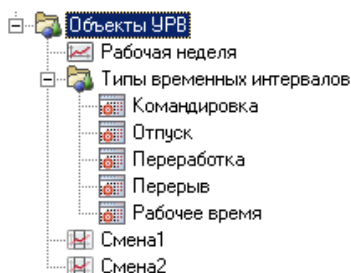 Объекты УРВ
Рабочая неделя
Типы временных интервалов
Командировка
Отпуск
Переработка
Перерыв
Рабочее время
Смена1
Смена2